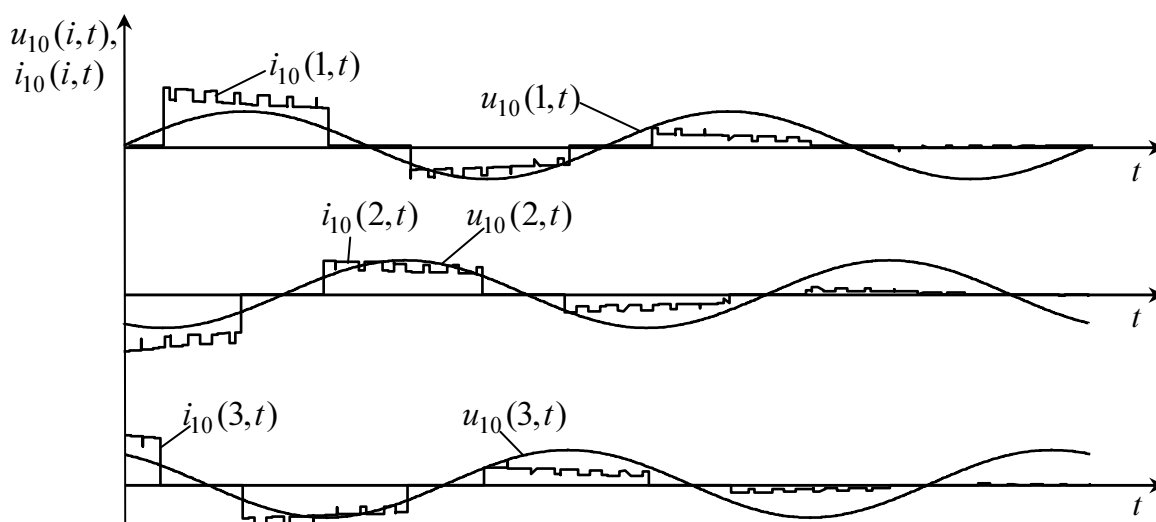 u₁₀(i,t),
i₁₀(i,t)
i₁₀(1,t)
u₁₀(1,t)
t
i₁₀(2,t)
u₁₀(2,t)
t
i₁₀(3,t)
u₁₀(3,t)
t